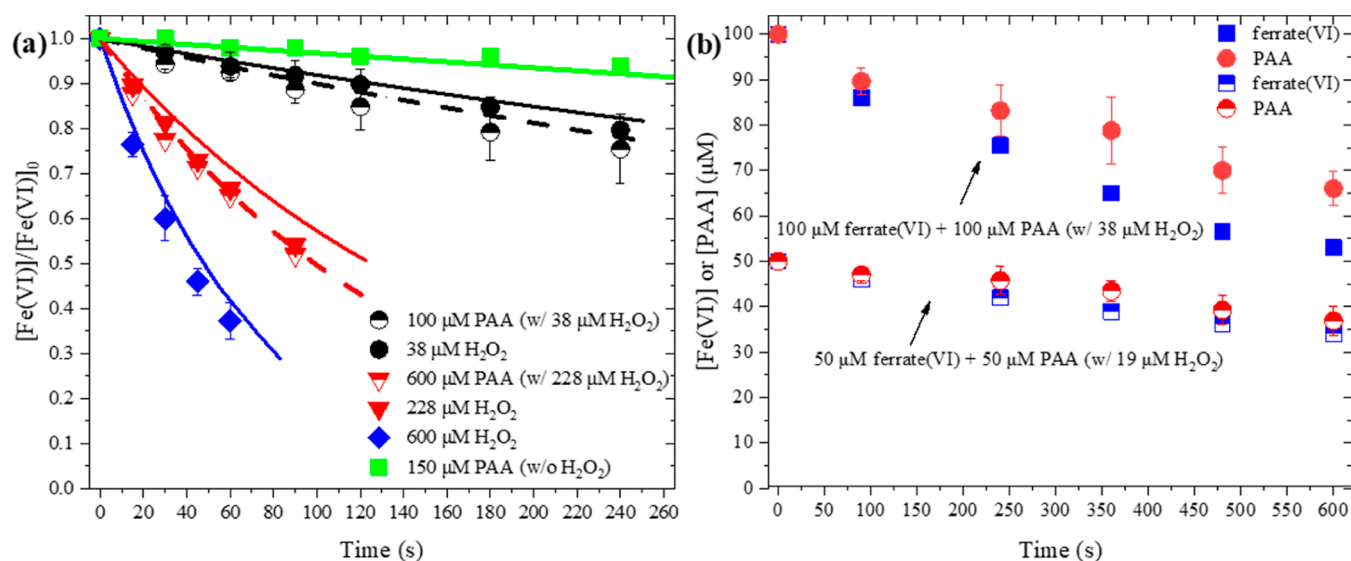 (a)
[Fe(VI)]/[Fe(VI)]₀
1.0
0.9
0.8
0.7
0.6
0.5
0.4
0.3
0.2
0.1
0.0
100 μM PAA (w/ 38 μM H₂O₂)
38 μM H₂O₂
600 μM PAA (w/ 228 μM H₂O₂)
228 μM H₂O₂
600 μM H₂O₂
150 μM PAA (w/o H₂O₂)
0 20 40 60 80 100 120 140 160 180 200 220 240 260
Time (s)
(b)
[Fe(VI)] or [PAA] (μM)
100
90
80
70
60
50
40
30
20
10
0
ferrate(VI)
PAA
ferrate(VI)
PAA
100 μM ferrate(VI) + 100 μM PAA (w/ 38 μM H₂O₂)
50 μM ferrate(VI) + 50 μM PAA (w/ 19 μM H₂O₂)
0 50 100 150 200 250 300 350 400 450 500 550 600
Time (s)